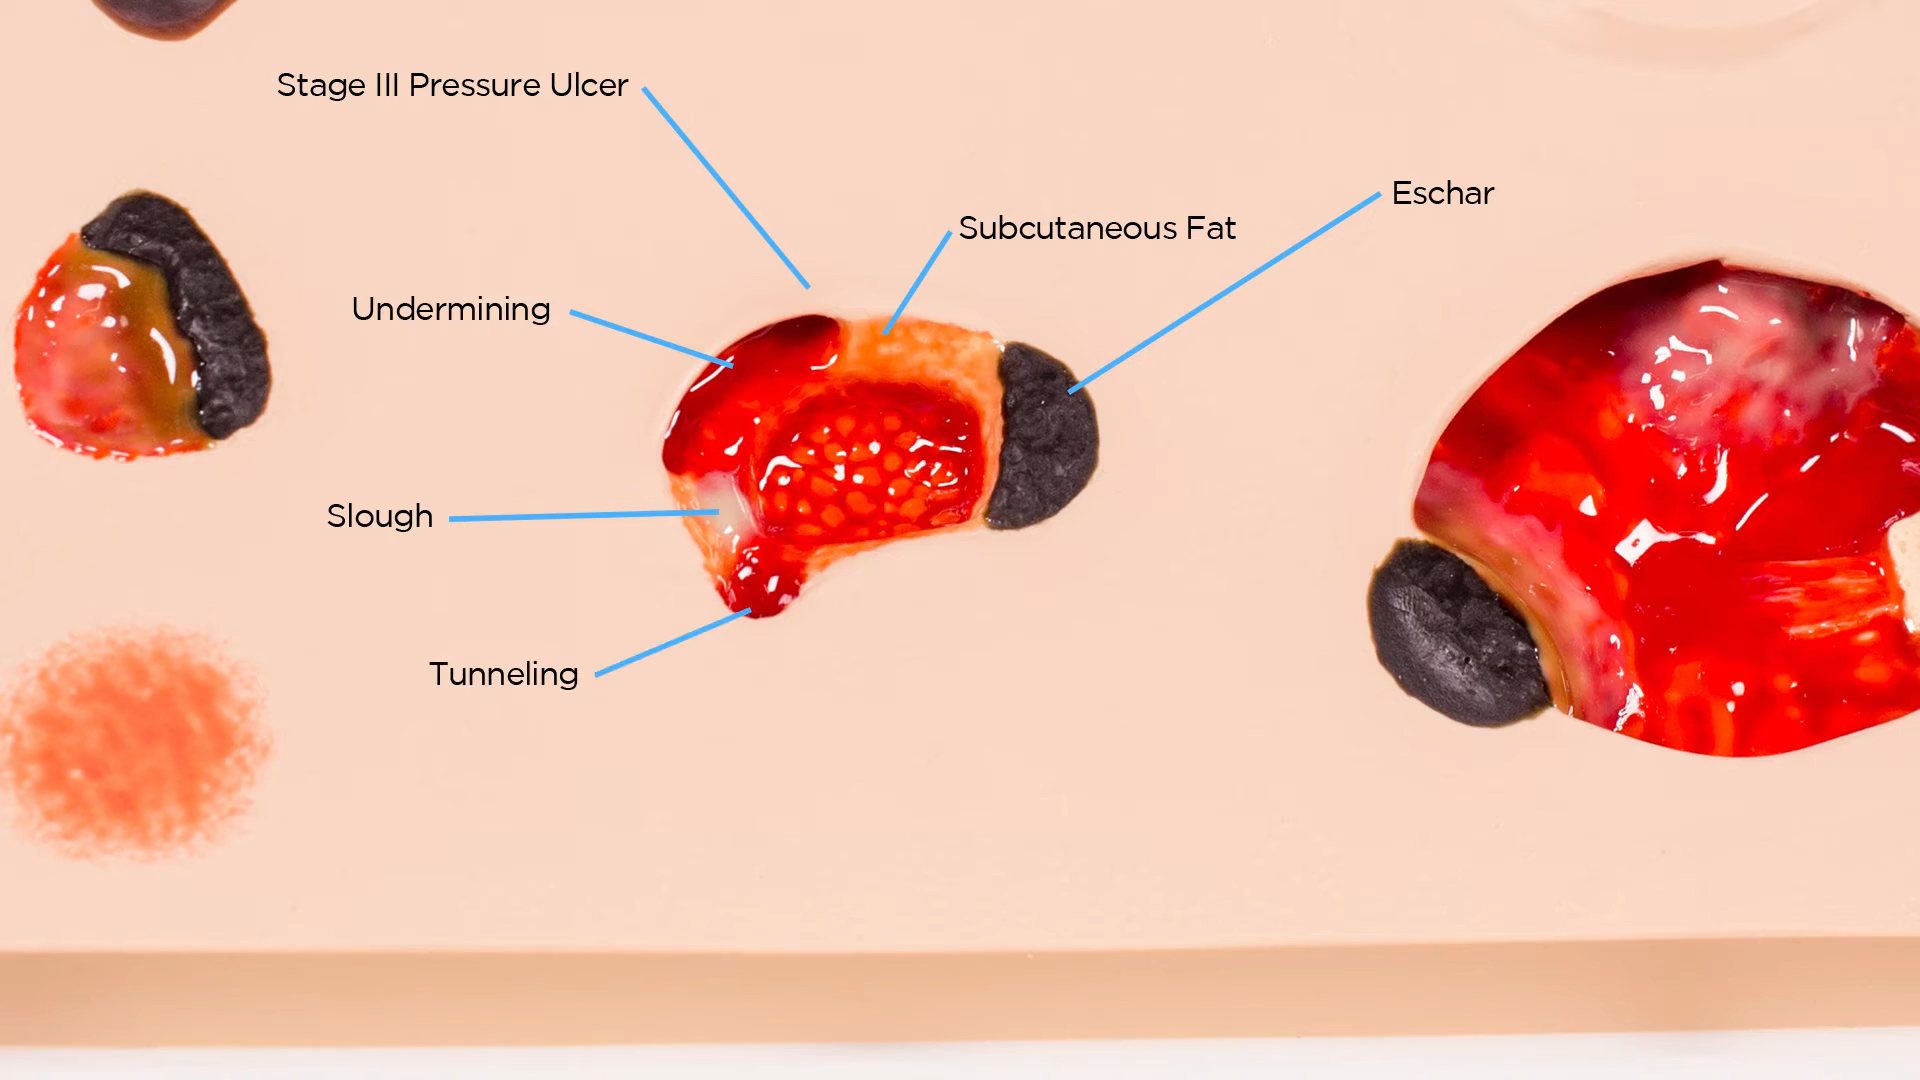 Stage III Pressure Ulcer
Eschar
Subcutaneous Fat
Undermining
Slough
Tunneling